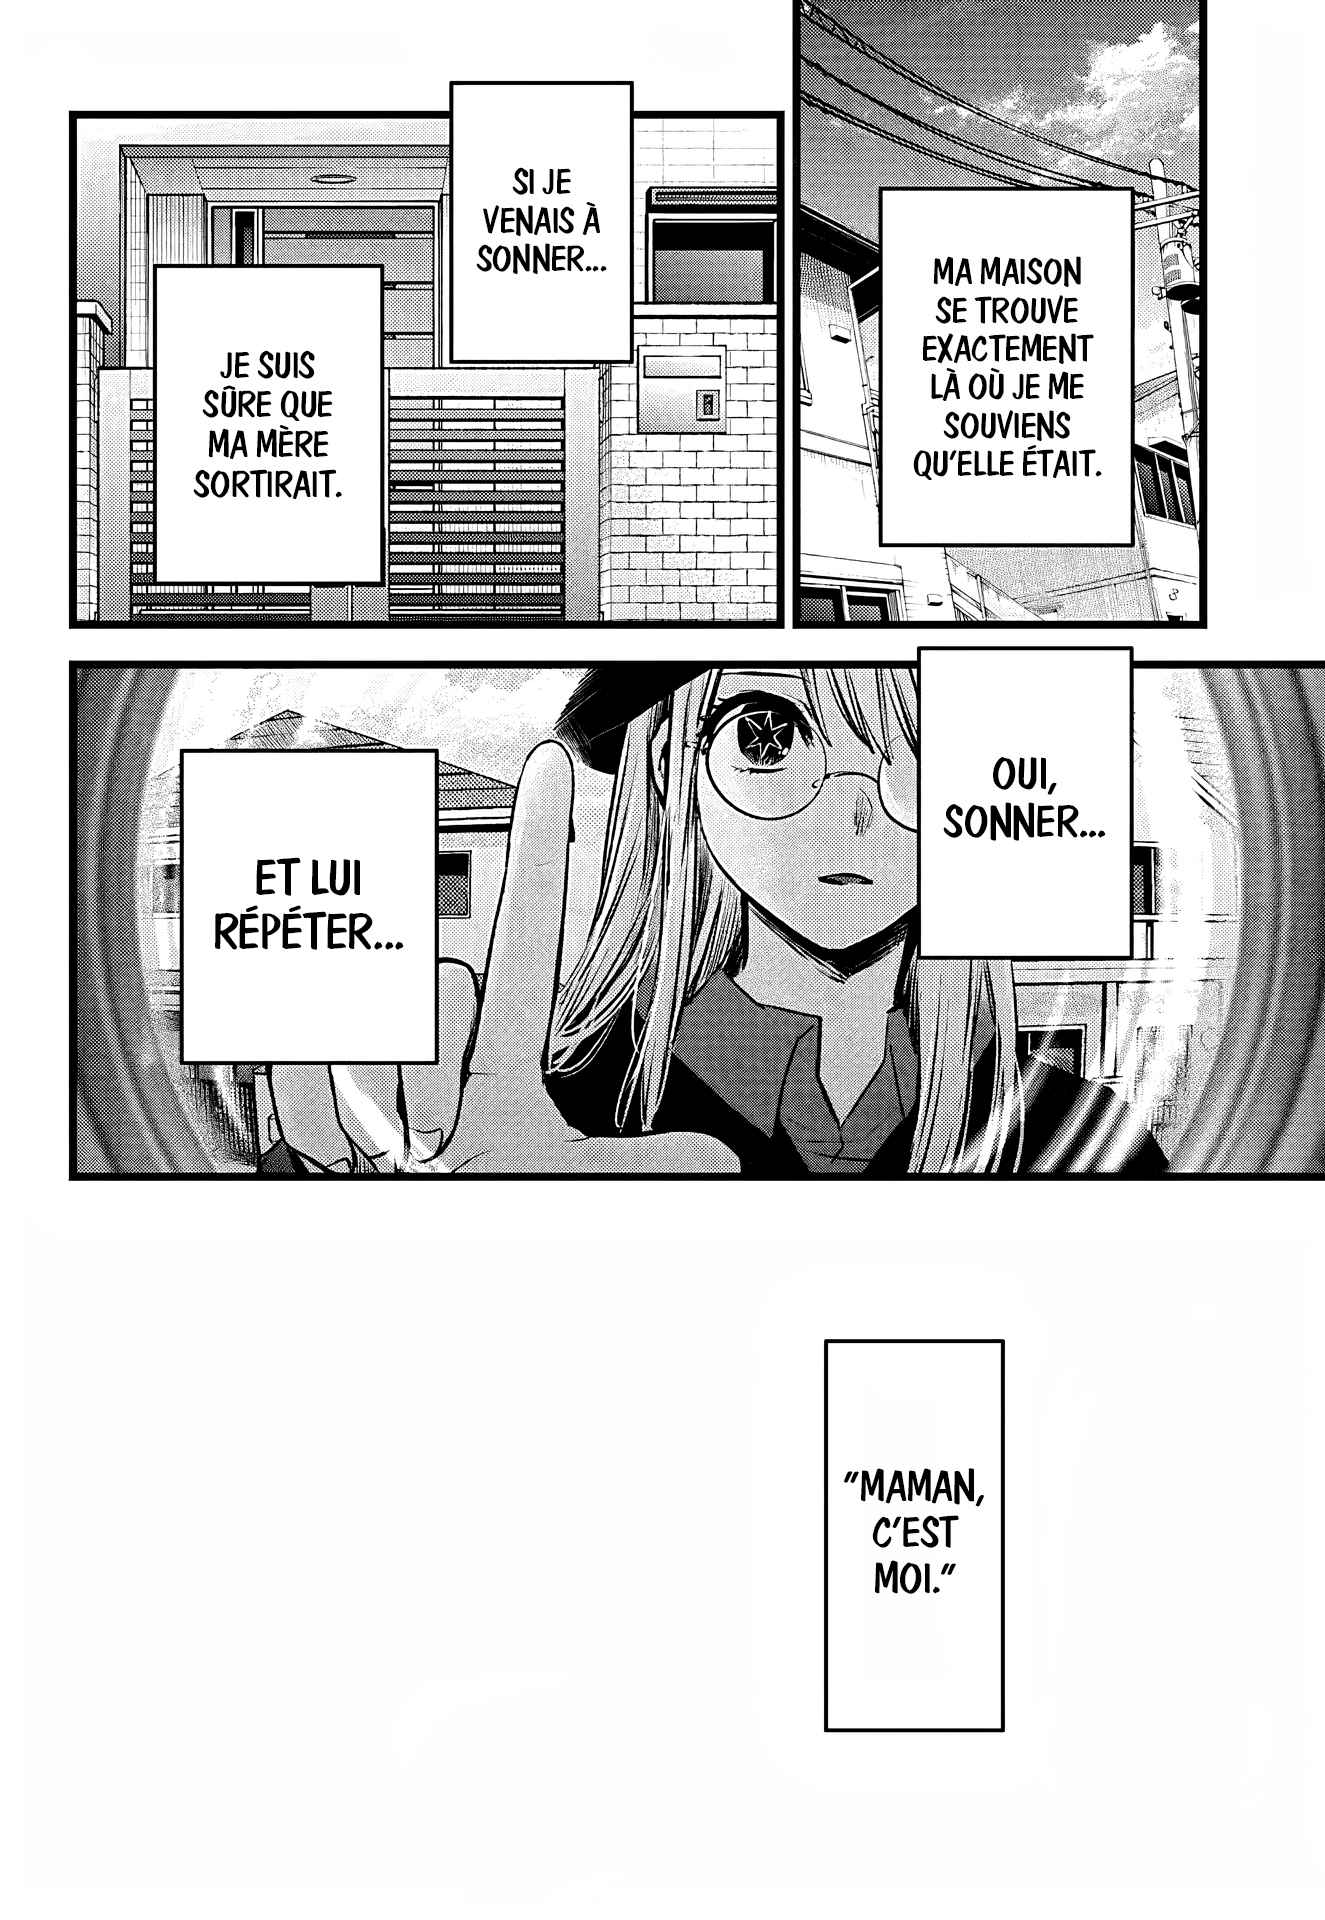 MA MAISON
SE TROUVE
EXACTEMENT
LÀ OÙ JE ME
SOUVIENS
QU'ELLE ÉTAIT.
SI JE
VENAIS À
SONNER...
JE SUIS
SÛRE QUE
MA MÈRE
SORTIRAIT.
OUI,
SONNER...
ET LUI
RÉPÉTER...
"MAMAN,
C'EST
MOI."